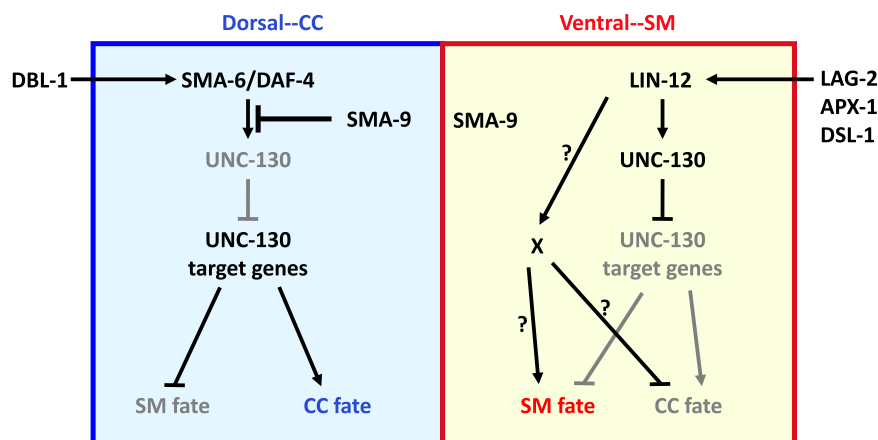 Dorsal--CC
Ventral--SM
DBL-1
SMA-6/DAF-4
SMA-9
UNC-130
UNC-130
target genes
SM fate
CC fate
SMA-9
LIN-12
LAG-2
APX-1
DSL-1
?
UNC-130
X
UNC-130
target genes
?
?
SM fate
CC fate